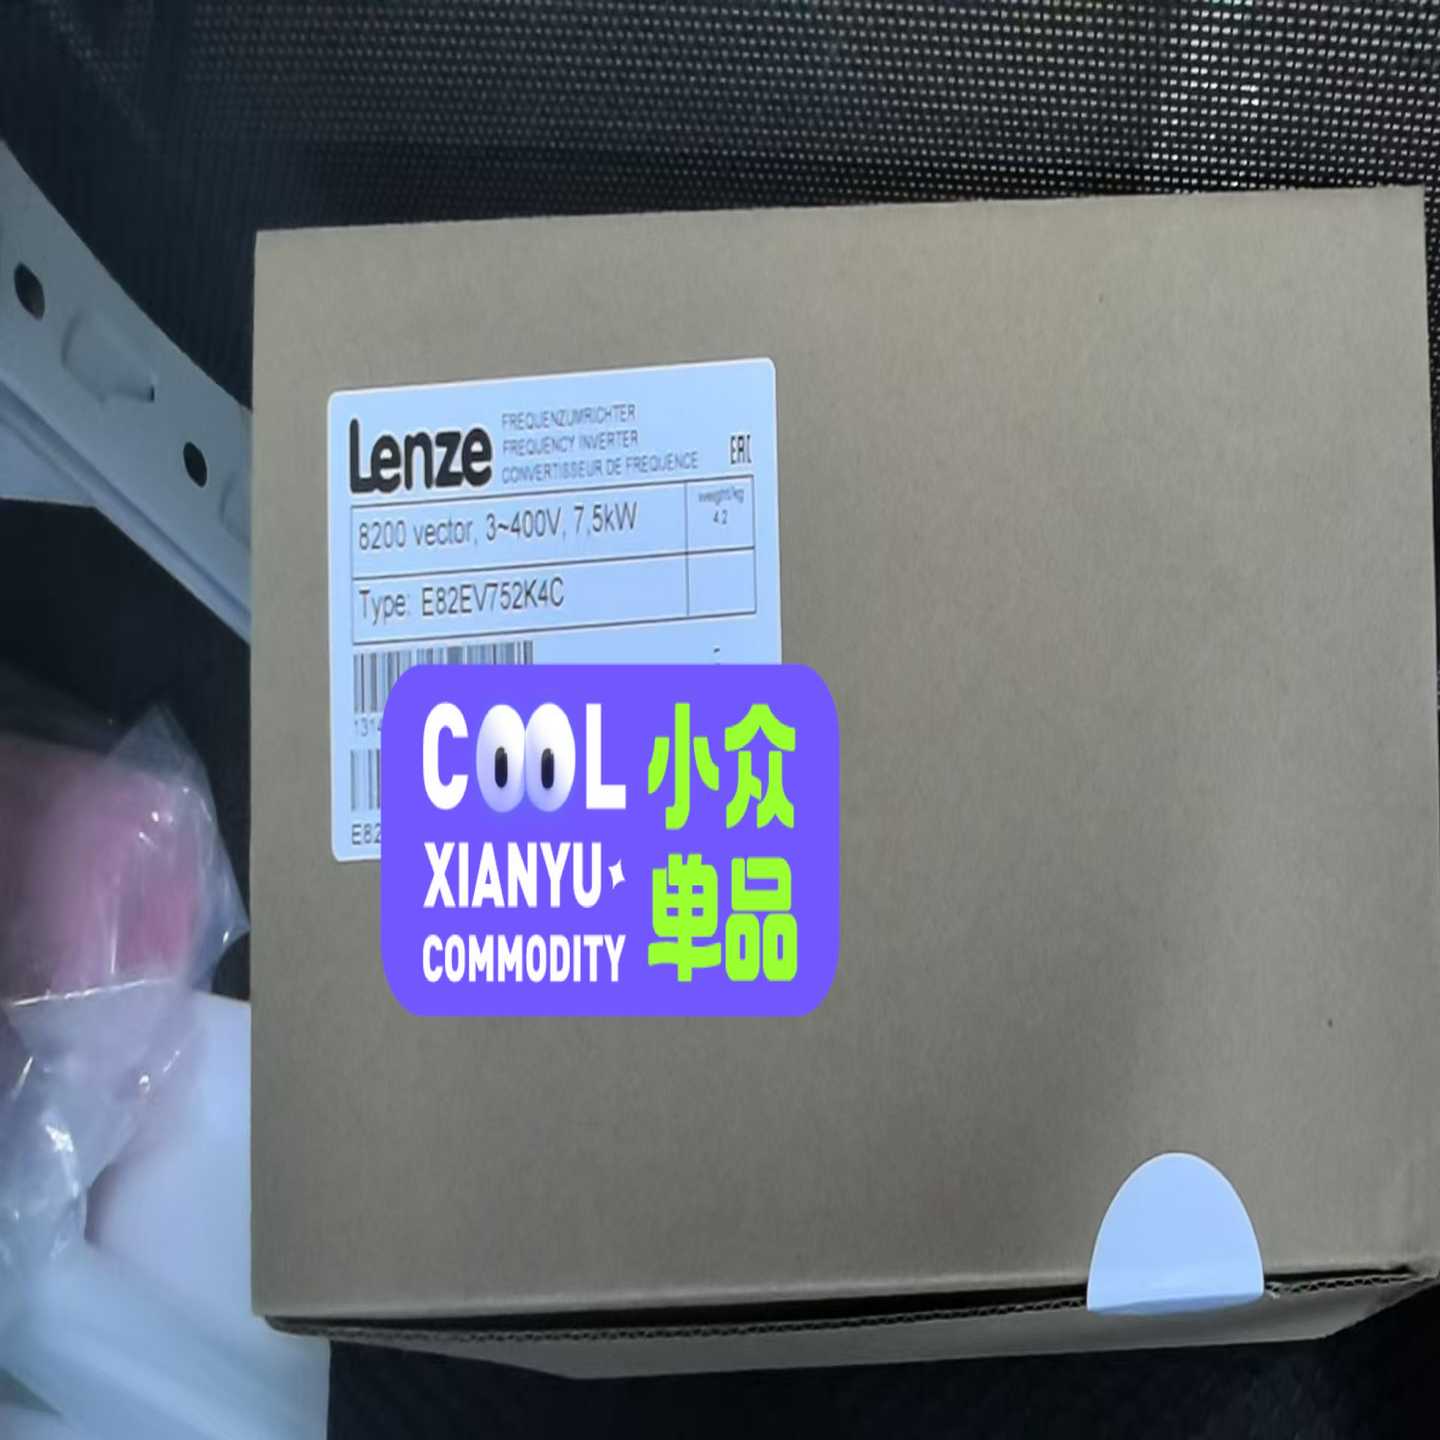 Lenze
FREQUENZUMRICHTER
FREQUENCY INVERTER
CONVERTISSEUR DE FREQUENCE
EAC
8200 vector, 3~400V, 7,5kW
weight/kg
4.2
Type: E82EV752K4C
COOL
小众
XIANYU
单品
COMMODITY